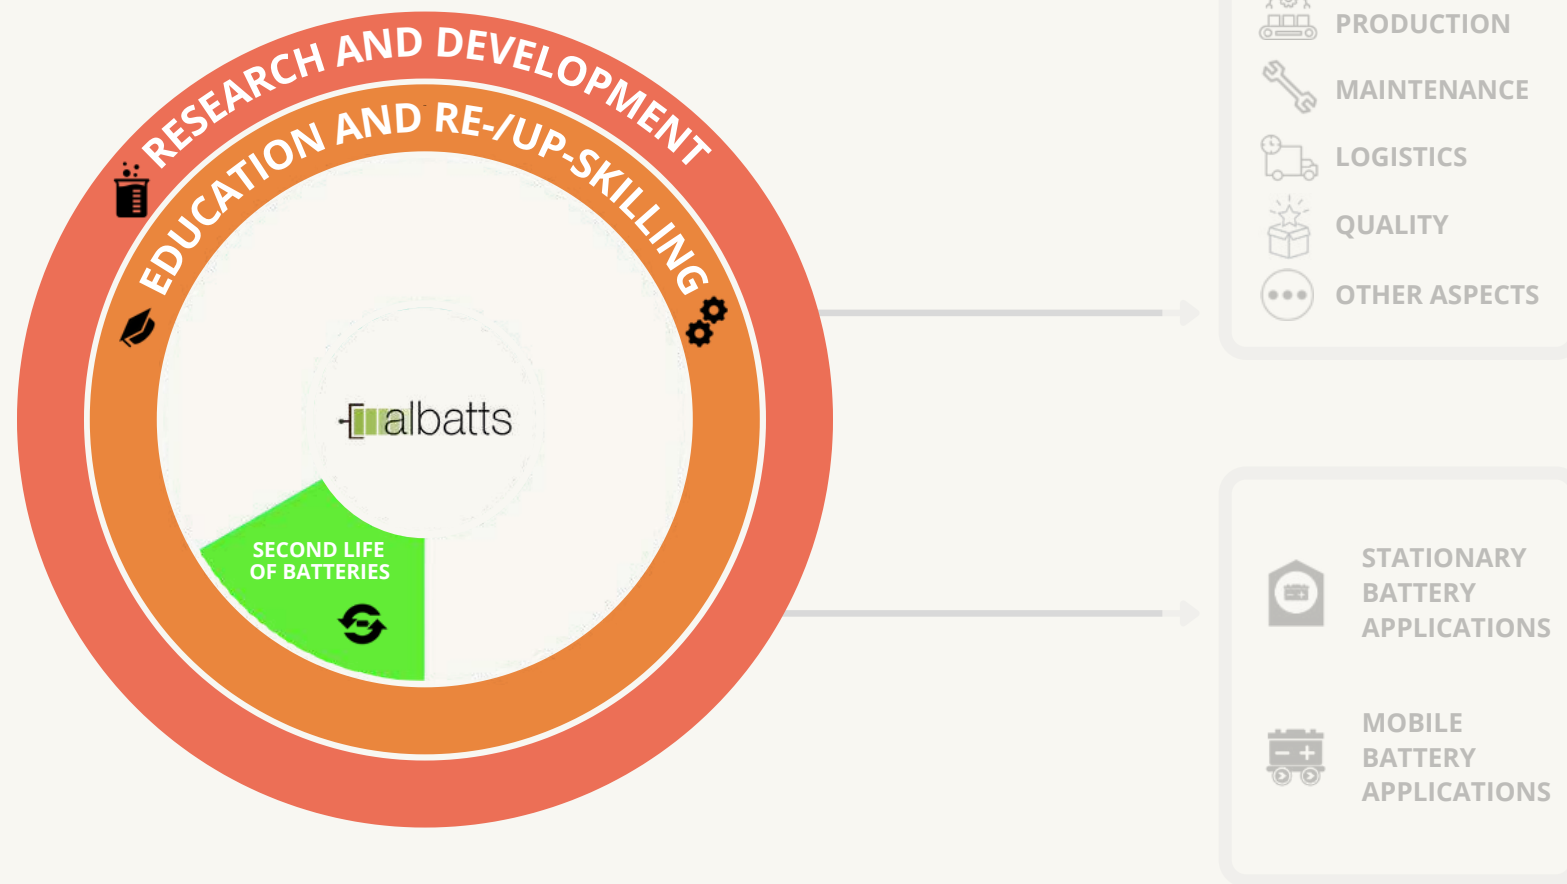 RESEARCH AND DEVELOPMENT
EDUCATION AND RE-/UP-SKILLING
albatts
SECOND LIFE
OF BATTERIES
PRODUCTION
MAINTENANCE
LOGISTICS
QUALITY
OTHER ASPECTS
STATIONARY
BATTERY
APPLICATIONS
MOBILE
BATTERY
APPLICATIONS